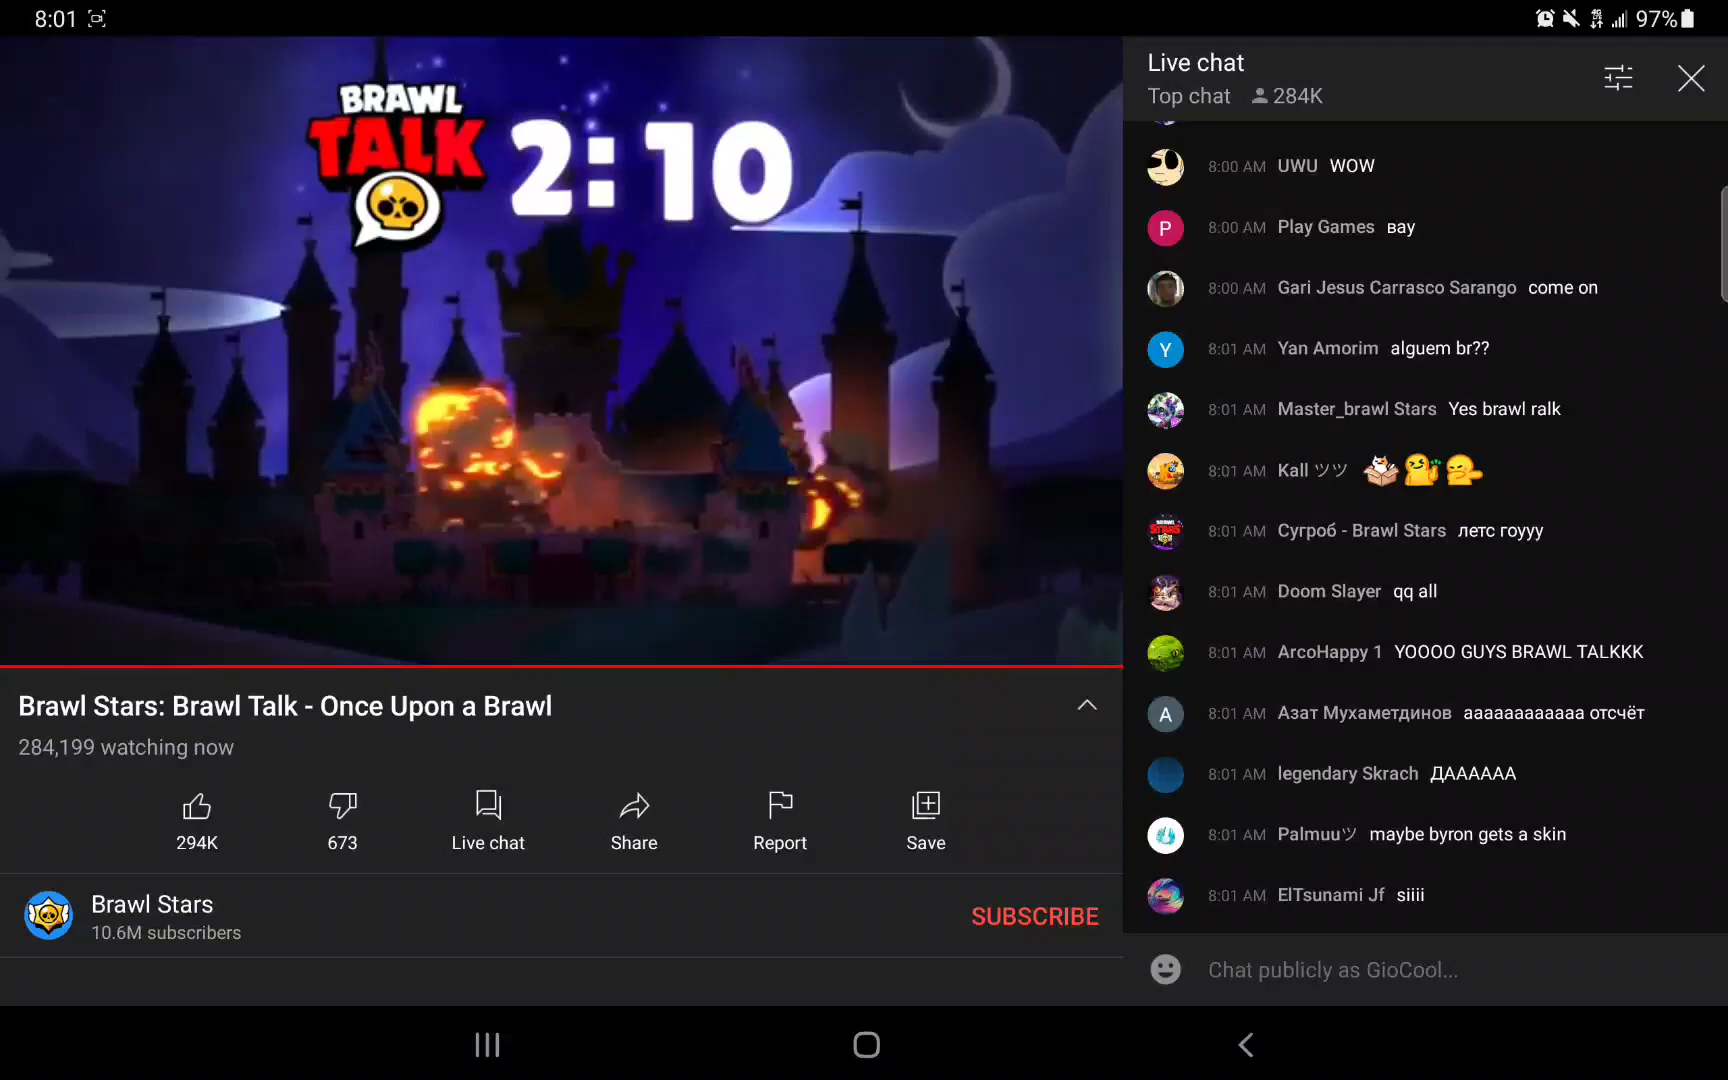 8:01
97%
BRAWL
TALK
2:10
Live chat
Top chat 284K
8:00 AM UWU WOW
P 8:00 AM Play Games вау
8:00 AM Gari Jesus Carrasco Sarango come on
Y 8:01 AM Yan Amorim alguem br??
8:01 AM Master_brawl Stars Yes brawl ralk
8:01 AM Kall ツツ
8:01 AM Сугроб - Brawl Stars летс гоууу
8:01 AM Doom Slayer qq all
8:01 AM ArcoHappy 1 YOOOO GUYS BRAWL TALKKK
A 8:01 AM Азат Мухаметдинов аааааааааааа отсчёт
8:01 AM legendary Skrach ДАААААА
8:01 AM Palmuuツ maybe byron gets a skin
8:01 AM ElTsunami Jf siiii
Chat publicly as GioCool...
Brawl Stars: Brawl Talk - Once Upon a Brawl
284,199 watching now
294K 673 Live chat Share Report Save
Brawl Stars
10.6M subscribers
SUBSCRIBE